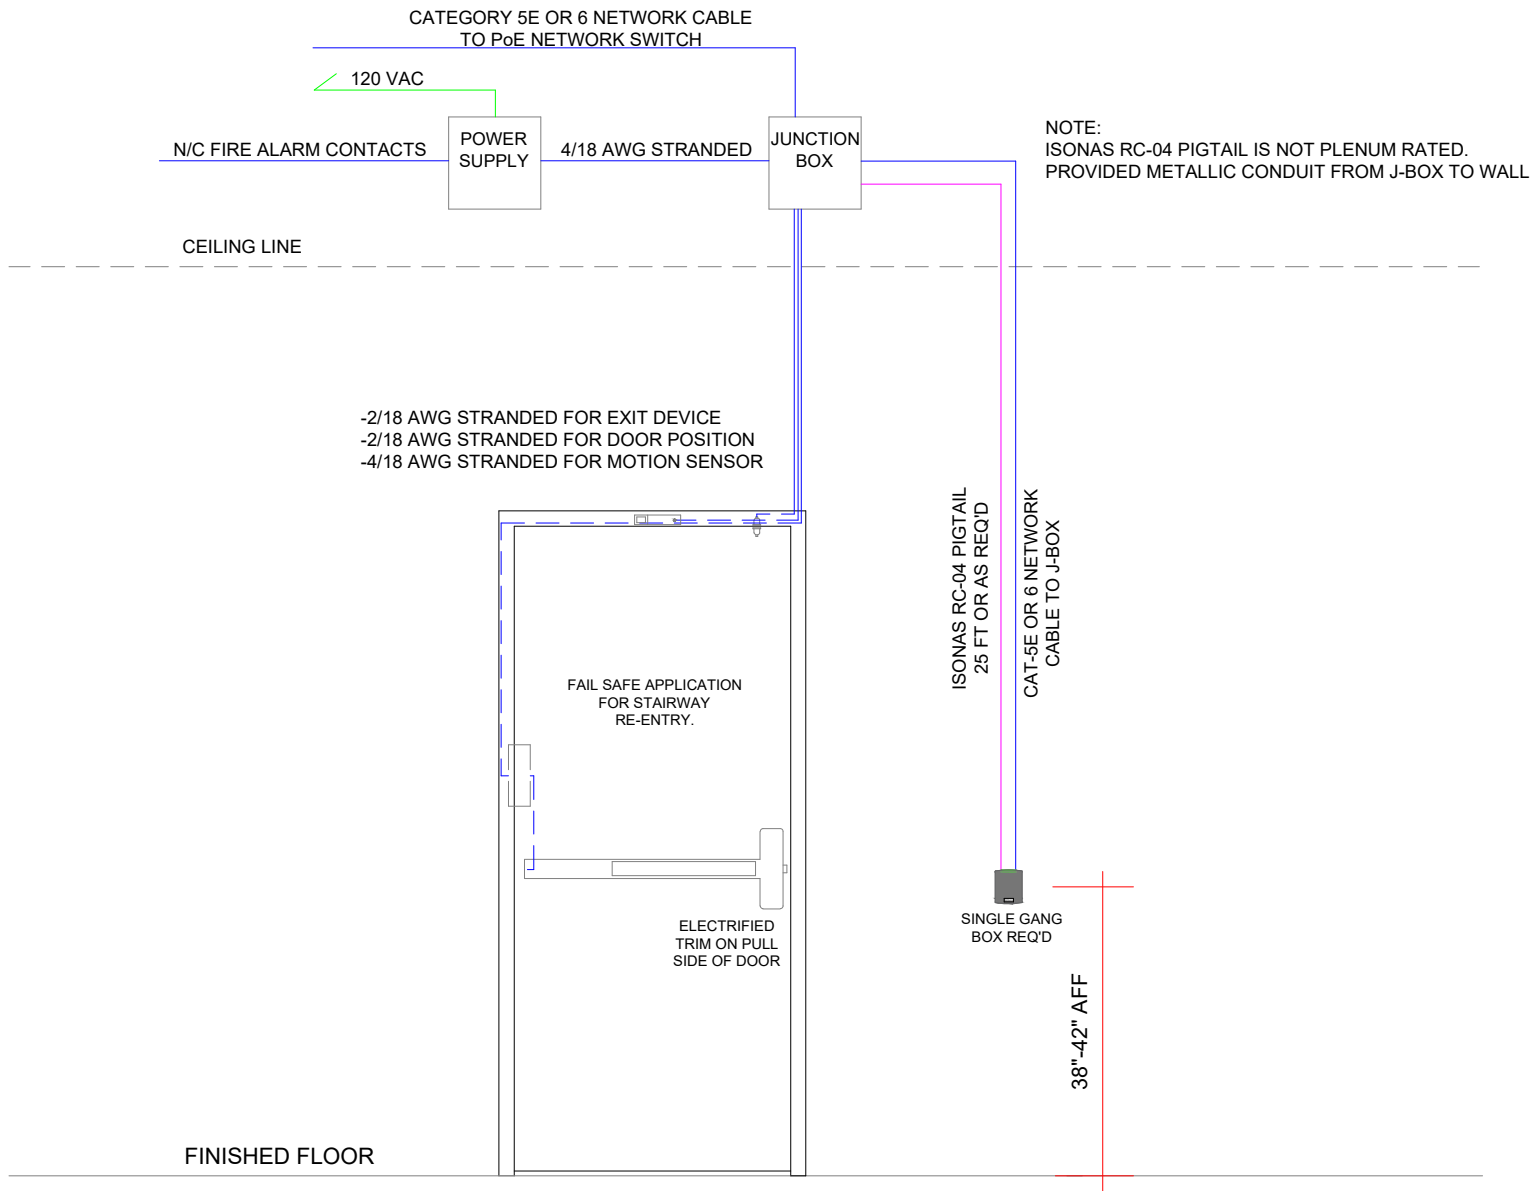 CATEGORY 5E OR 6 NETWORK CABLE
TO PoE NETWORK SWITCH
120 VAC
N/C FIRE ALARM CONTACTS
POWER
SUPPLY
4/18 AWG STRANDED
JUNCTION
BOX
NOTE:
ISONAS RC-04 PIGTAIL IS NOT PLENUM RATED.
PROVIDED METALLIC CONDUIT FROM J-BOX TO WALL
CEILING LINE
-2/18 AWG STRANDED FOR EXIT DEVICE
-2/18 AWG STRANDED FOR DOOR POSITION
-4/18 AWG STRANDED FOR MOTION SENSOR
ISONAS RC-04 PIGTAIL
25 FT OR AS REQ'D
CAT-5E OR 6 NETWORK
CABLE TO J-BOX
FAIL SAFE APPLICATION
FOR STAIRWAY
RE-ENTRY.
ELECTRIFIED
TRIM ON PULL
SIDE OF DOOR
SINGLE GANG
BOX REQ'D
38"-42" AFF
FINISHED FLOOR